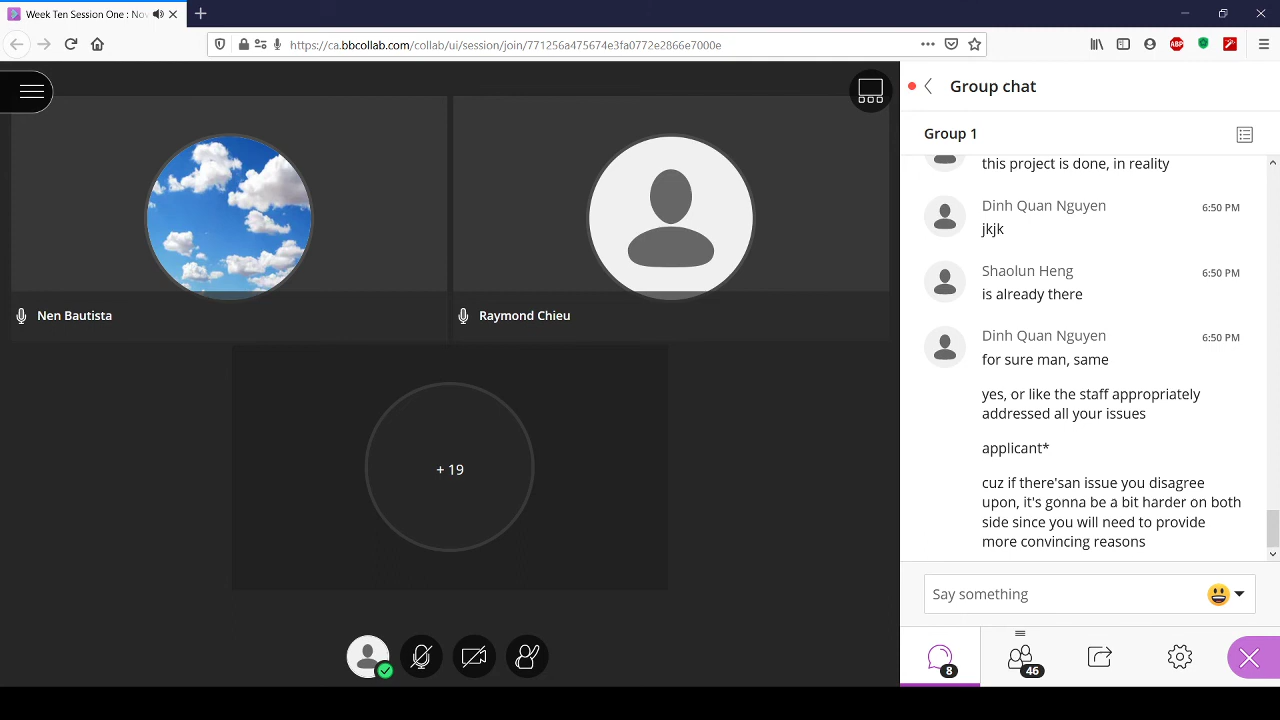 Week Ten Session One : Nov
https://ca.bbcollab.com/collab/ui/session/join/771256a475674e3fa0772e2866e7000e
ABP
Group chat
Group 1
this project is done, in reality
Dinh Quan Nguyen 6:50 PM
jkjk
Shaolun Heng 6:50 PM
is already there
Dinh Quan Nguyen 6:50 PM
for sure man, same
yes, or like the staff appropriately
addressed all your issues
applicant*
cuz if there'san issue you disagree
upon, it's gonna be a bit harder on both
side since you will need to provide
more convincing reasons
Nen Bautista
Raymond Chieu
+ 19
Say something
8
46